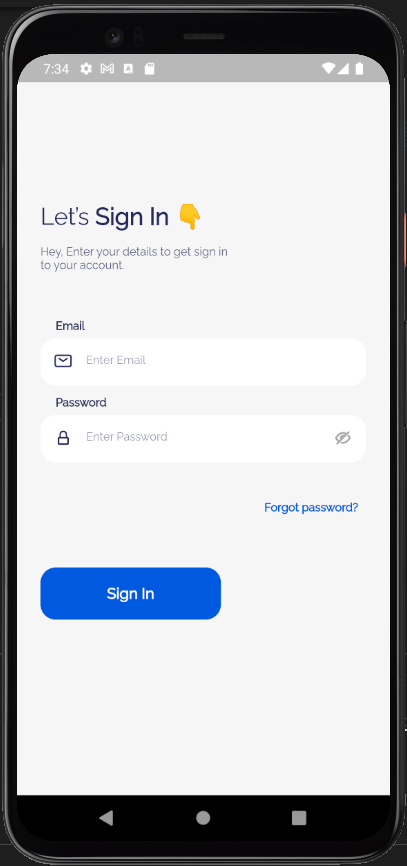 7:34
Let's Sign In 👇
Hey, Enter your details to get sign in
to your account.
Email
Enter Email
Password
Enter Password
Forgot password?
Sign In